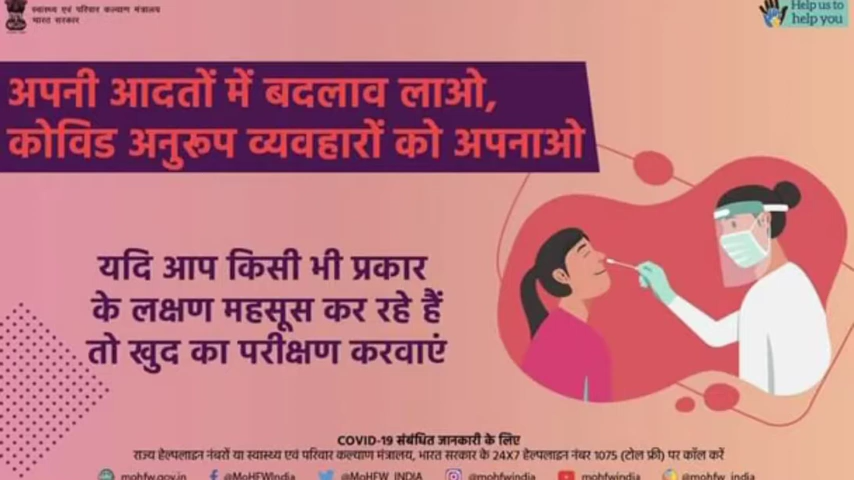 स्वास्थ्य एवं परिवार कल्याण मंत्रालय
भारत सरकार
Help us to
help you
अपनी आदतों में बदलाव लाओ,
कोविड अनुरूप व्यवहारों को अपनाओ
यदि आप किसी भी प्रकार
के लक्षण महसूस कर रहे हैं
तो खुद का परीक्षण करवाएं
COVID-19 संबंधित जानकारी के लिए
राज्य हेल्पलाइन नंबरों या स्वास्थ्य एवं परिवार कल्याण मंत्रालय, भारत सरकार के 24X7 हेल्पलाइन नंबर 1075 (टोल फ्री) पर कॉल करें
mohfw.gov.in @MoHFWIndia @MoHFW_INDIA @mohfwindia mohfwindia @mohfw_india